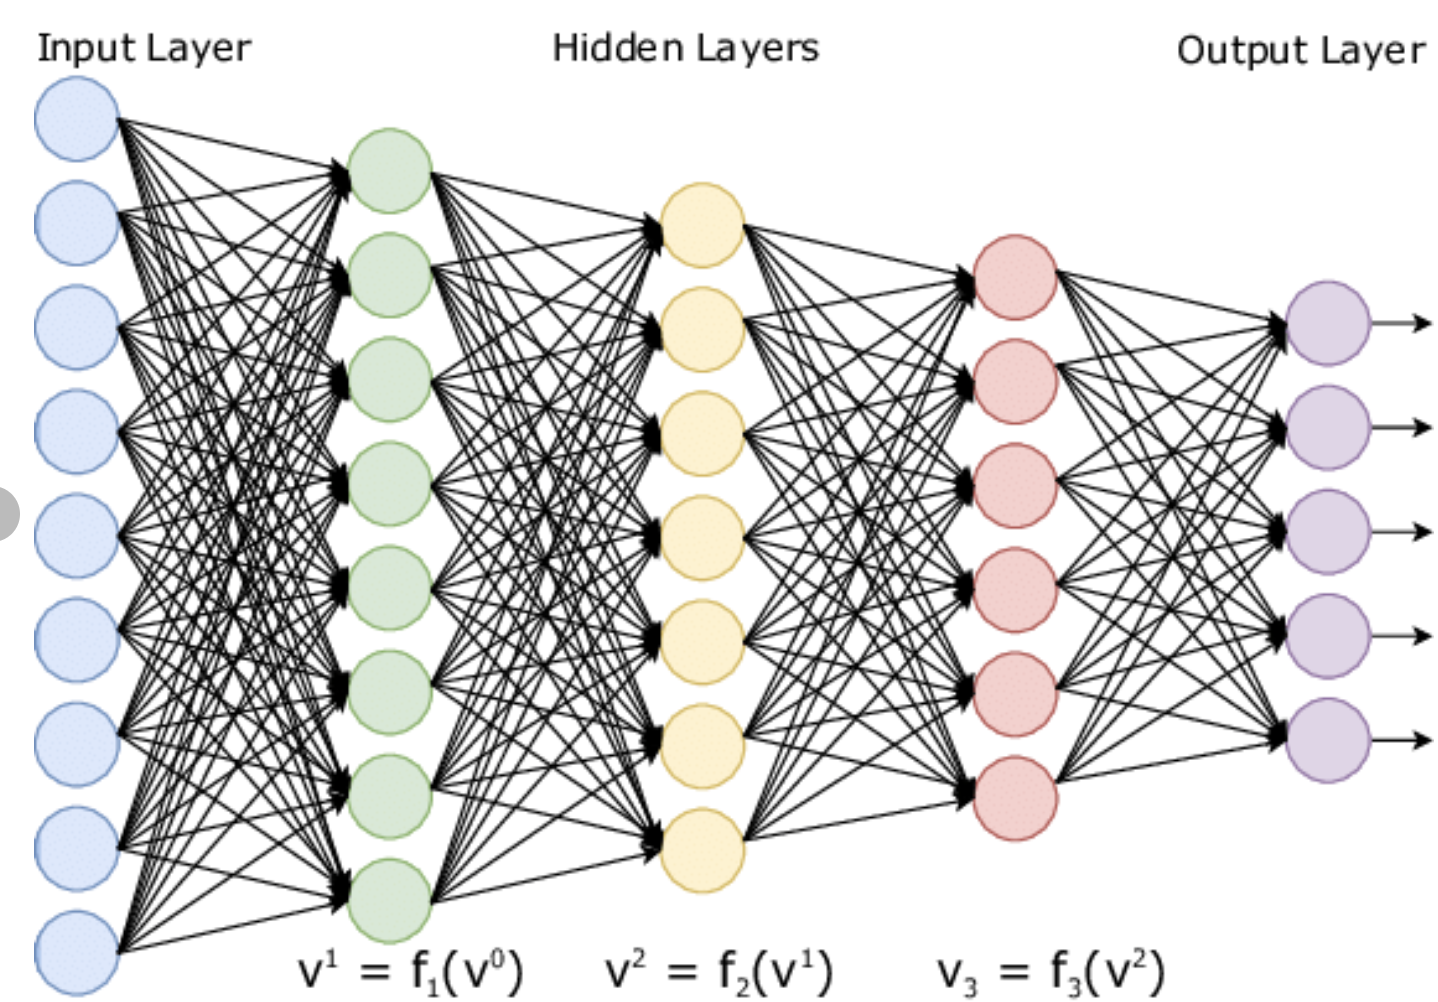 Input Layer
Hidden Layers
Output Layer
v¹ = f₁(v⁰)
v² = f₂(v¹)
v₃ = f₃(v²)